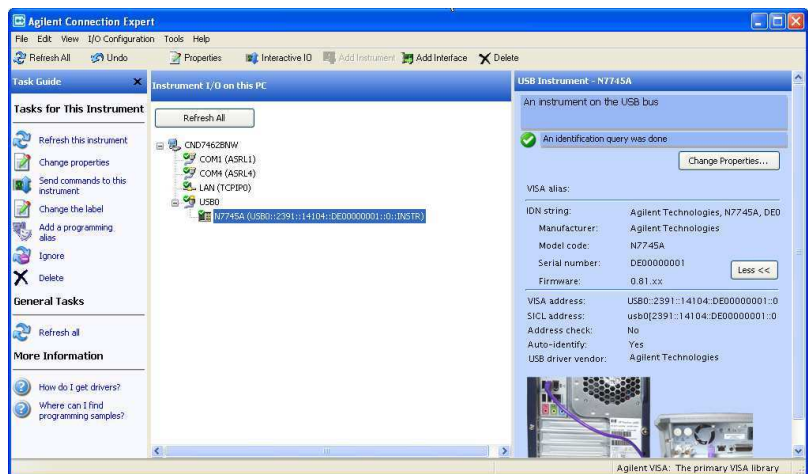 Agilent Connection Expert
File Edit View I/O Configuration Tools Help
Refresh All Undo Properties Interactive IO Add Instrument Add Interface Delete
Task Guide
Tasks for This Instrument
Refresh this instrument
Change properties
Send commands to this
instrument
Change the label
Add a programming
alias
Ignore
Delete
General Tasks
Refresh all
More Information
How do I get drivers?
Where can I find
programming samples?
Instrument I/O on this PC
Refresh All
CND7462BNW
COM1 (ASRL1)
COM4 (ASRL4)
LAN (TCPIP0)
USB0
N7745A (USB0::2391::14104::DE00000001::0::INSTR)
USB Instrument - N7745A
An instrument on the USB bus
An identification query was done
Change Properties...
VISA alias:
IDN string: Agilent Technologies, N7745A, DE0
Manufacturer: Agilent Technologies
Model code: N7745A
Serial number: DE00000001
Less <<
Firmware: 0.81.xx
VISA address: USB0::2391::14104::DE00000001::0
SICL address: usb0[2391::14104::DE00000001::0
Address check: No
Auto-identify: Yes
USB driver vendor: Agilent Technologies
Agilent VISA: The primary VISA library